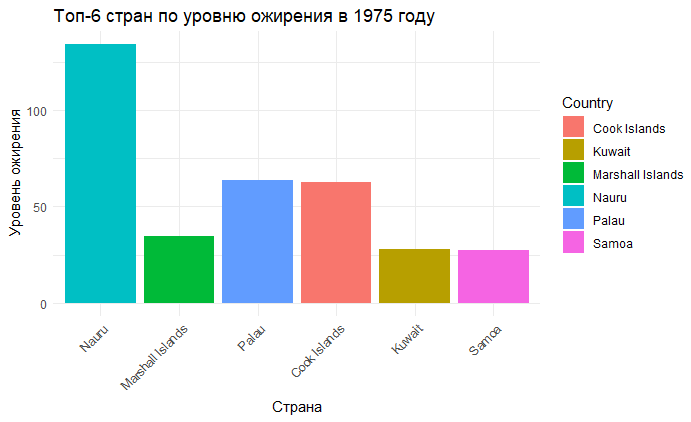 Топ-6 стран по уровню ожирения в 1975 году
Уровень ожирения
100
50
0
Nauru
Marshall Islands
Palau
Cook Islands
Kuwait
Samoa
Страна
Country
Cook Islands
Kuwait
Marshall Islands
Nauru
Palau
Samoa